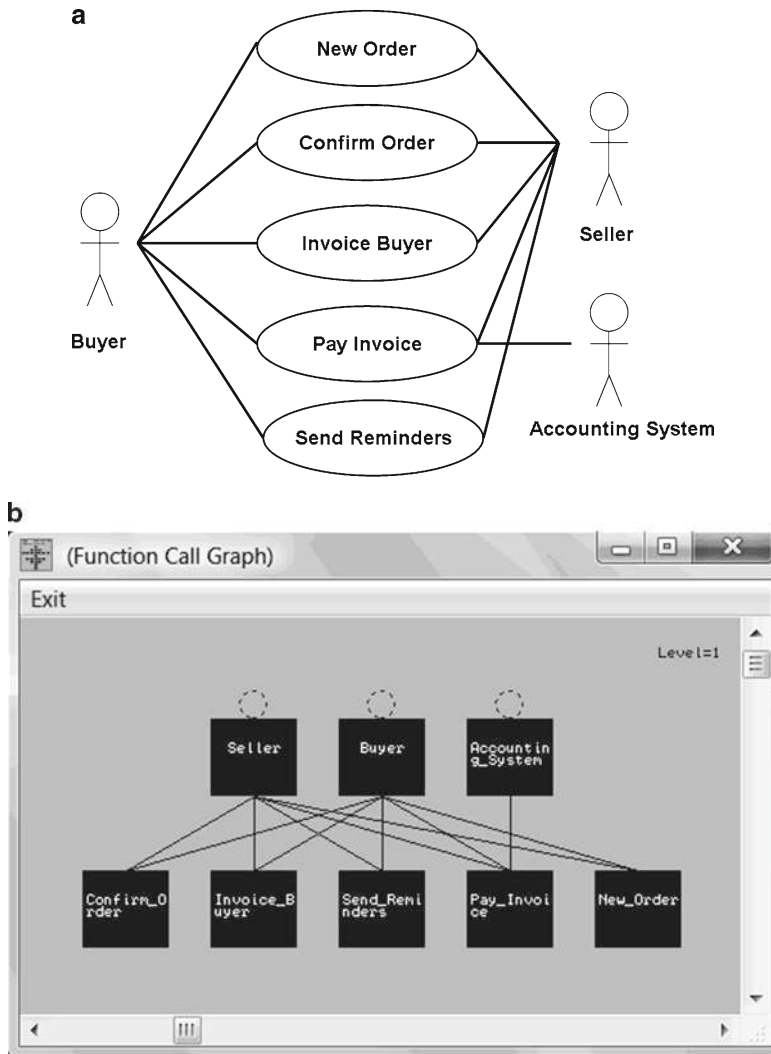 a
New Order
Confirm Order
Invoice Buyer
Seller
Buyer
Pay Invoice
Send Reminders
Accounting System
b
(Function Call Graph)
Exit
Level=1
Seller
Buyer
Accountin
g_System
Confirm_O
rder
Invoice_B
uyer
Send_Remi
nders
Pay_Invoi
ce
New_Order